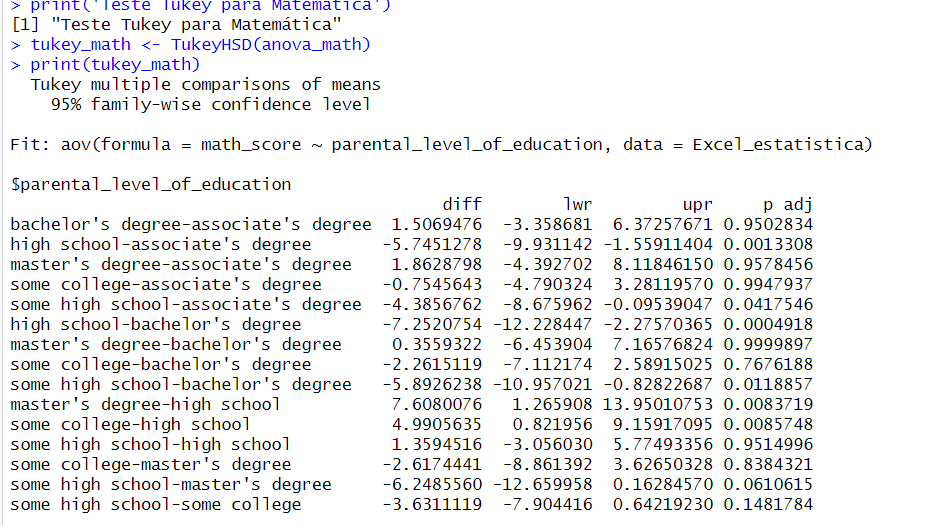 > print('Teste Tukey para Matemática')
[1] "Teste Tukey para Matemática"
> tukey_math <- TukeyHSD(anova_math)
> print(tukey_math)
  Tukey multiple comparisons of means
    95% family-wise confidence level

Fit: aov(formula = math_score ~ parental_level_of_education, data = Excel_estatistica)

$parental_level_of_education
                                         diff        lwr         upr     p adj
bachelor's degree-associate's degree  1.5069476  -3.358681  6.37257671 0.9502834
high school-associate's degree       -5.7451278  -9.931142 -1.55911404 0.0013308
master's degree-associate's degree    1.8628798  -4.392702  8.11846150 0.9578456
some college-associate's degree      -0.7545643  -4.790324  3.28119570 0.9947937
some high school-associate's degree  -4.3856762  -8.675962 -0.09539047 0.0417546
high school-bachelor's degree        -7.2520754 -12.228447 -2.27570365 0.0004918
master's degree-bachelor's degree     0.3559322  -6.453904  7.16576824 0.9999897
some college-bachelor's degree       -2.2615119  -7.112174  2.58915025 0.7676188
some high school-bachelor's degree   -5.8926238 -10.957021 -0.82822687 0.0118857
master's degree-high school           7.6080076   1.265908 13.95010753 0.0083719
some college-high school              4.9905635   0.821956  9.15917095 0.0085748
some high school-high school          1.3594516  -3.056030  5.77493356 0.9514996
some college-master's degree         -2.6174441  -8.861392  3.62650328 0.8384321
some high school-master's degree     -6.2485560 -12.659958  0.16284570 0.0610615
some high school-some college        -3.6311119  -7.904416  0.64219230 0.1481784